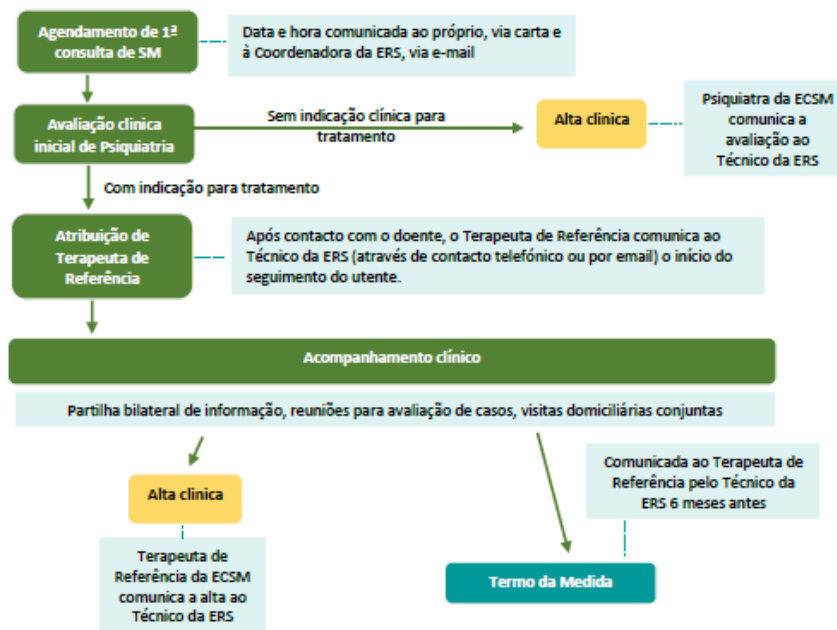 Agendamento de 1ª
consulta de SM
Data e hora comunicada ao próprio, via carta e
à Coordenadora da ERS, via e-mail
Avaliação clinica
inicial de Psiquiatria
Sem indicação clínica para
tratamento
Alta clinica
Psiquiatra da ECSM
comunica a
avaliação ao
Técnico da ERS
Com indicação para tratamento
Atribuição de
Terapeuta de
Referência
Após contacto com o doente, o Terapeuta de Referência comunica ao
Técnico da ERS (através de contacto telefónico ou por email) o início do
seguimento do utente.
Acompanhamento clínico
Partilha bilateral de informação, reuniões para avaliação de casos, visitas domiciliárias conjuntas
Alta clinica
Terapeuta de
Referência da ECSM
comunica a alta ao
Técnico da ERS
Comunicada ao Terapeuta de
Referência pelo Técnico da
ERS 6 meses antes
Termo da Medida